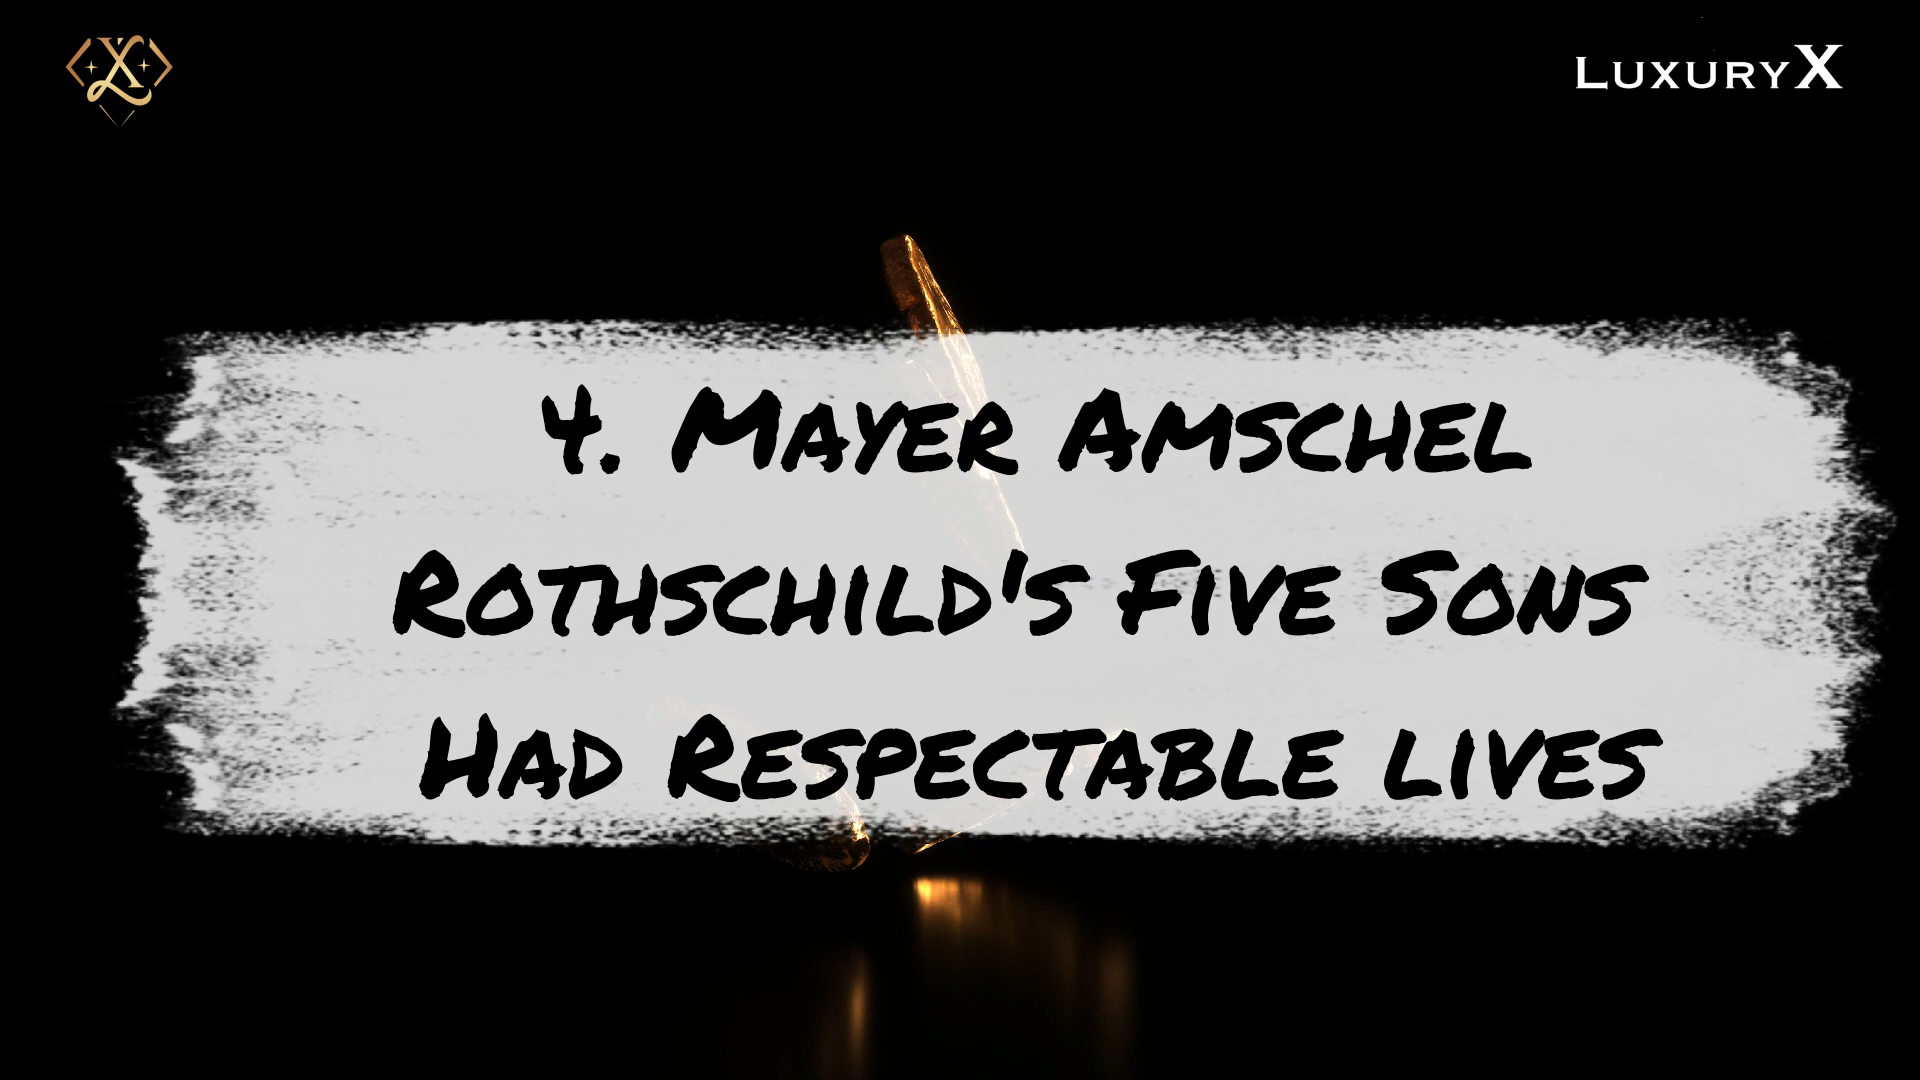 LUXURYX
4. MAYER AMSCHEL
ROTHSCHILD'S FIVE SONS
HAD RESPECTABLE LIVES